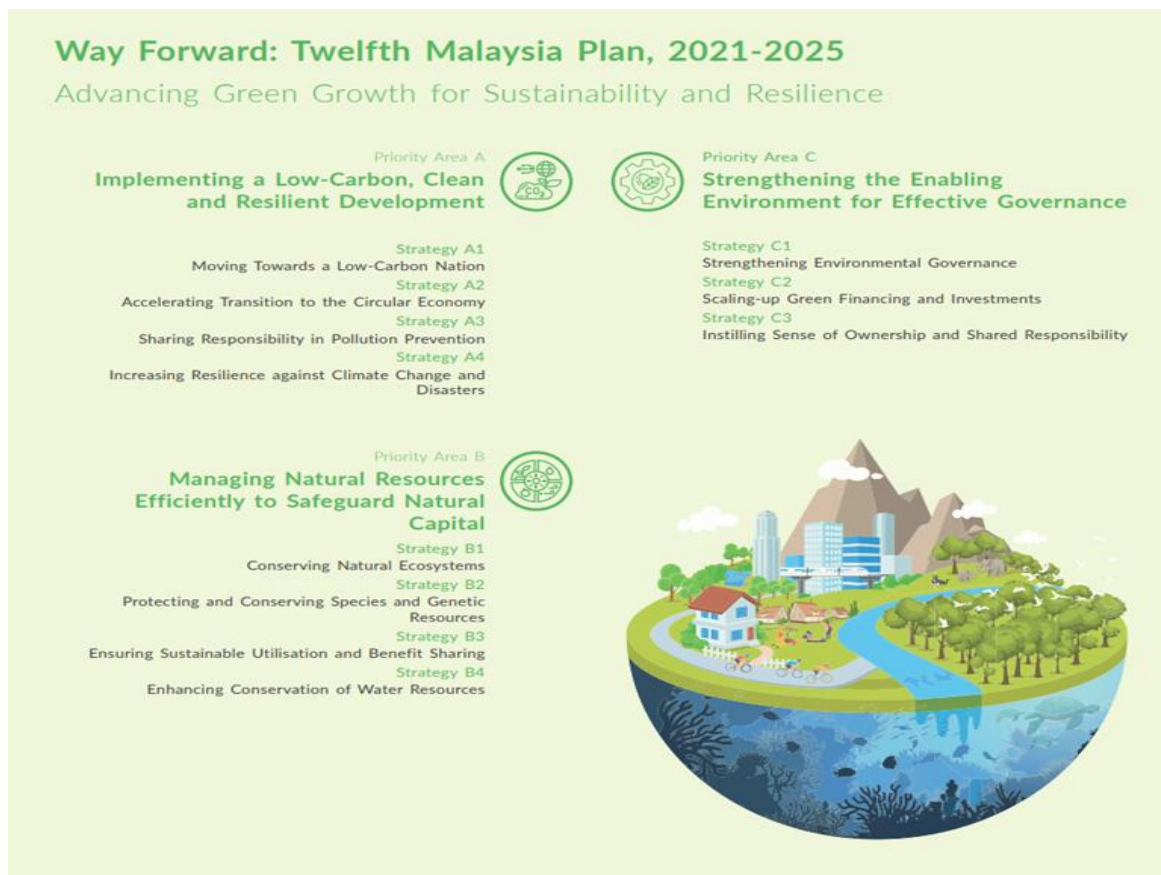 Way Forward: Twelfth Malaysia Plan, 2021-2025
Advancing Green Growth for Sustainability and Resilience
Priority Area A
Implementing a Low-Carbon, Clean
and Resilient Development
Strategy A1
Moving Towards a Low-Carbon Nation
Strategy A2
Accelerating Transition to the Circular Economy
Strategy A3
Sharing Responsibility in Pollution Prevention
Strategy A4
Increasing Resilience against Climate Change and
Disasters
Priority Area B
Managing Natural Resources
Efficiently to Safeguard Natural
Capital
Strategy B1
Conserving Natural Ecosystems
Strategy B2
Protecting and Conserving Species and Genetic
Resources
Strategy B3
Ensuring Sustainable Utilisation and Benefit Sharing
Strategy B4
Enhancing Conservation of Water Resources
Priority Area C
Strengthening the Enabling
Environment for Effective Governance
Strategy C1
Strengthening Environmental Governance
Strategy C2
Scaling-up Green Financing and Investments
Strategy C3
Instilling Sense of Ownership and Shared Responsibility
CO₂